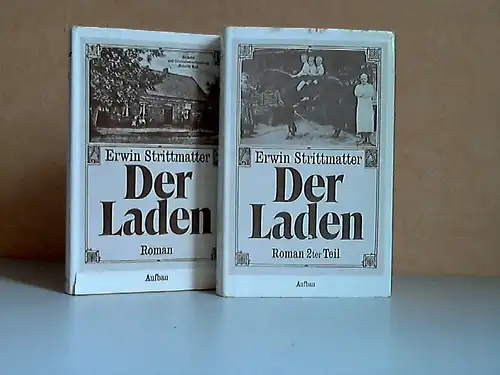 Erwin Strittmatter
Der
Laden
Roman
Aufbau
Erwin Strittmatter
Der
Laden
Roman 2ter Teil
Aufbau